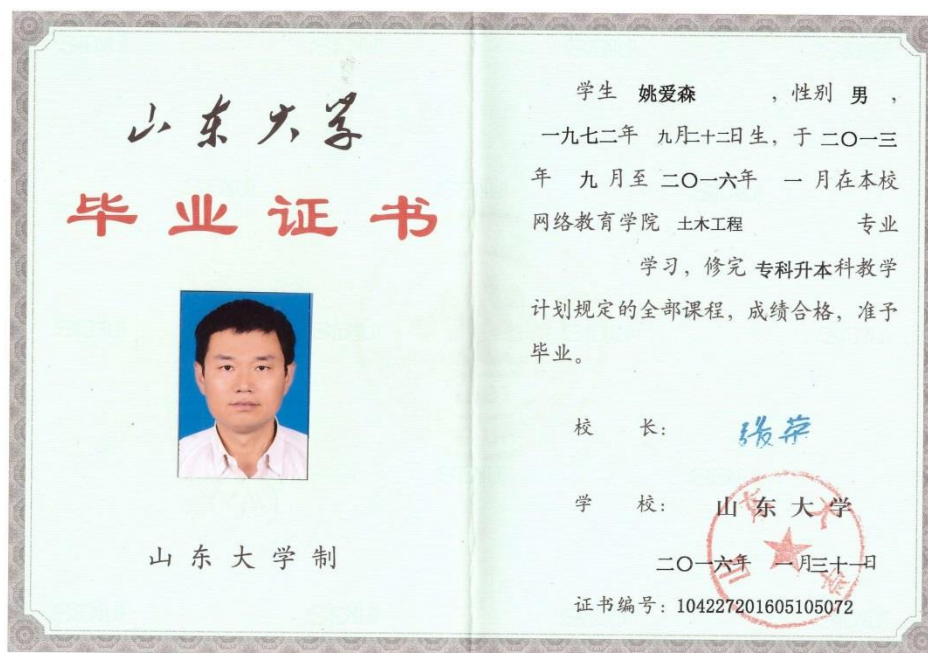 山东大学
毕业证书
山东大学制
学生 姚爱森 ，性别 男 ，
一九七二年 九月二十二日生，于 二〇一三
年 九 月至 二〇一六年 一 月在本校
网络教育学院 土木工程 专业
学习，修完 专科升本科教学
计划规定的全部课程，成绩合格，准予
毕业。
校 长： 张荣
学 校： 山东大学
二〇一六年 一月三十一日
证书编号：104227201605105072
山东大学